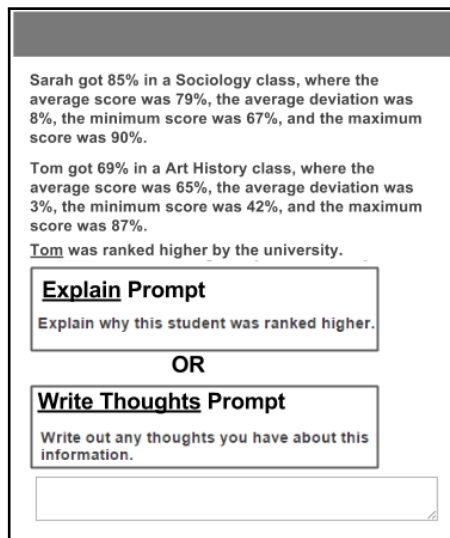 Sarah got 85% in a Sociology class, where the
average score was 79%, the average deviation was
8%, the minimum score was 67%, and the maximum
score was 90%.
Tom got 69% in a Art History class, where the
average score was 65%, the average deviation was
3%, the minimum score was 42%, and the maximum
score was 87%.
Tom was ranked higher by the university.
Explain Prompt
Explain why this student was ranked higher.
OR
Write Thoughts Prompt
Write out any thoughts you have about this
information.